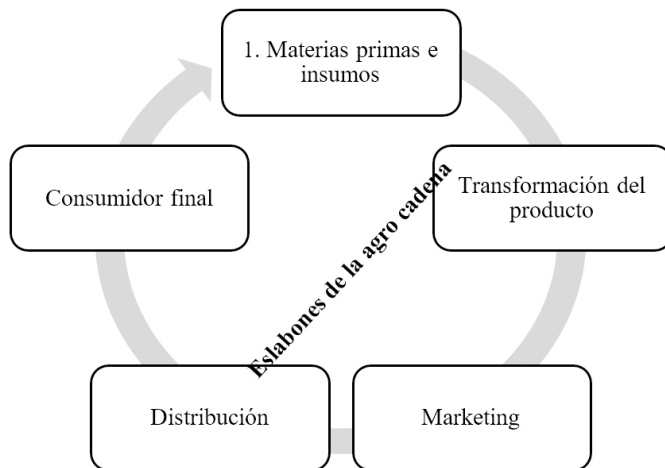 1. Materias primas e
insumos
Transformación del
producto
Marketing
Distribución
Consumidor final
Eslabones de la agro cadena